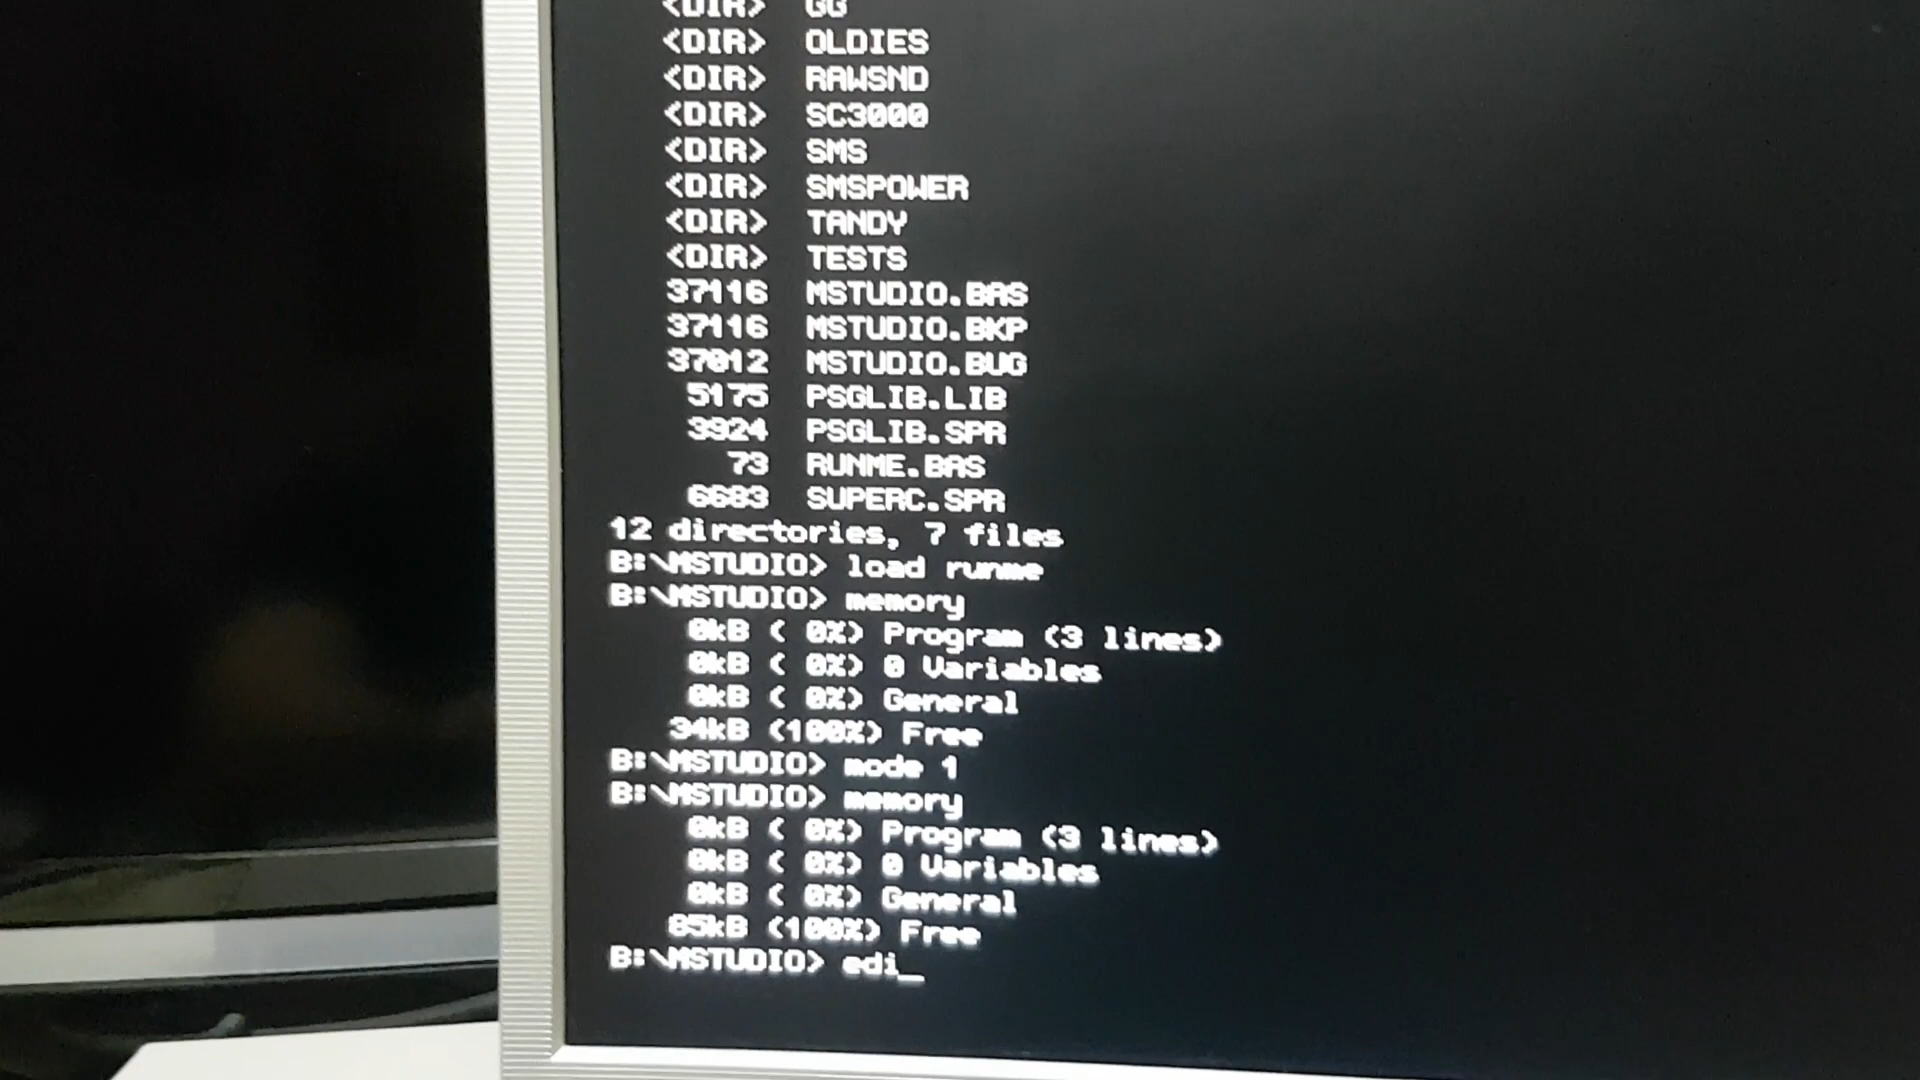 <DIR> GG
<DIR> OLDIES
<DIR> RAWSND
<DIR> SC3000
<DIR> SMS
<DIR> SMSPOWER
<DIR> TANDY
<DIR> TESTS
37116 MSTUDIO.BAS
37116 MSTUDIO.BKP
37012 MSTUDIO.BUG
5175 PSGLIB.LIB
3924 PSGLIB.SPR
73 RUNME.BAS
6683 SUPERC.SPR
12 directories, 7 files
B:\MSTUDIO> load runme
B:\MSTUDIO> memory
0kB ( 0%) Program (3 lines)
0kB ( 0%) 0 Variables
0kB ( 0%) General
34kB (100%) Free
B:\MSTUDIO> mode 1
B:\MSTUDIO> memory
0kB ( 0%) Program (3 lines)
0kB ( 0%) 0 Variables
0kB ( 0%) General
85kB (100%) Free
B:\MSTUDIO> edi_